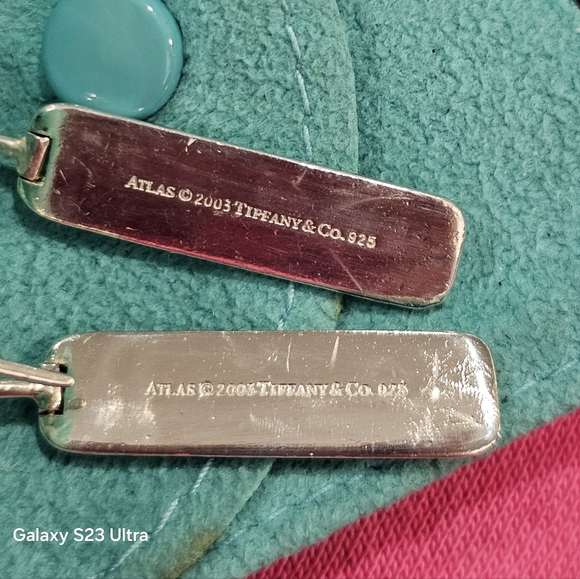 ATLAS © 2003 TIFFANY & CO. 925
ATLAS © 2003 TIFFANY & CO. 925
Galaxy S23 Ultra